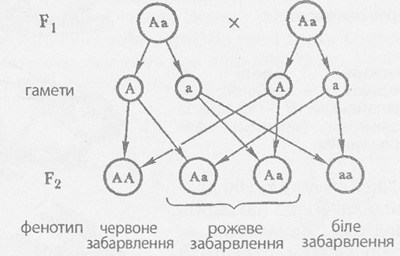 F₁ Aa × Aa
гамети A a A a
F₂ AA Aa Aa aa
фенотип червоне рожеве біле
забарвлення забарвлення забарвлення